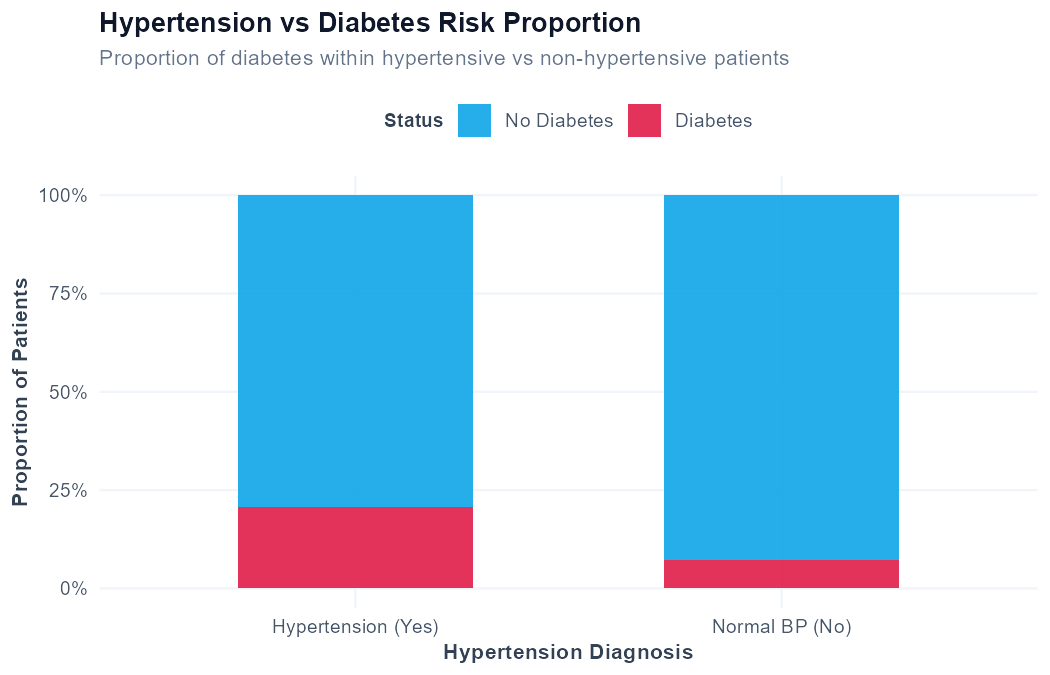 Hypertension vs Diabetes Risk Proportion
Proportion of diabetes within hypertensive vs non-hypertensive patients
Status No Diabetes Diabetes
Proportion of Patients
100%
75%
50%
25%
0%
Hypertension (Yes) Normal BP (No)
Hypertension Diagnosis